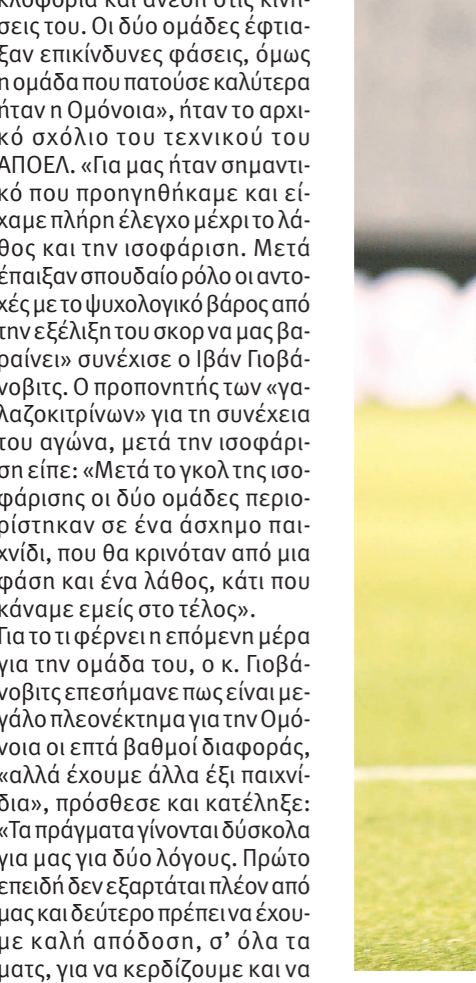 κλοφορία και άνεση στις κινή-
σεις του. Οι δύο ομάδες έφτια-
ξαν επικίνδυνες φάσεις, όμως
η ομάδα που πατούσε καλύτερα
ήταν η Ομόνοια», ήταν το αρχι-
κό σχόλιο του τεχνικού του
ΑΠΟΕΛ. «Για μας ήταν σημαντι-
κό που προηγηθήκαμε και εί-
χαμε πλήρη έλεγχο μέχρι το λά-
θος και την ισοφάριση. Μετά
έπαιξαν σπουδαίο ρόλο οι αντο-
χές με το ψυχολογικό βάρος από
την εξέλιξη του σκορ να μας βα-
ραίνει» συνέχισε ο Ιβάν Γιοβά-
νοβιτς. Ο προπονητής των «γα-
λαζοκιτρίνων» για τη συνέχεια
του αγώνα, μετά την ισοφάρι-
ση είπε: «Μετά το γκολ της ισο-
φάρισης οι δύο ομάδες περιο-
ρίστηκαν σε ένα άσχημο παι-
χνίδι, που θα κρινόταν από μια
φάση και ένα λάθος, κάτι που
κάναμε εμείς στο τέλος».
Για το τι φέρνει η επόμενη μέρα
για την ομάδα του, ο κ. Γιοβά-
νοβιτς επεσήμανε πως είναι με-
γάλο πλεονέκτημα για την Ομό-
νοια οι επτά βαθμοί διαφοράς,
«αλλά έχουμε άλλα έξι παιχνί-
δια», πρόσθεσε και κατέληξε:
«Τα πράγματα γίνονται δύσκολα
για μας για δύο λόγους. Πρώτο
επειδή δεν εξαρτάται πλέον από
μας και δεύτερο πρέπει να έχου-
με καλή απόδοση, σ' όλα τα
ματς, για να κερδίζουμε και να